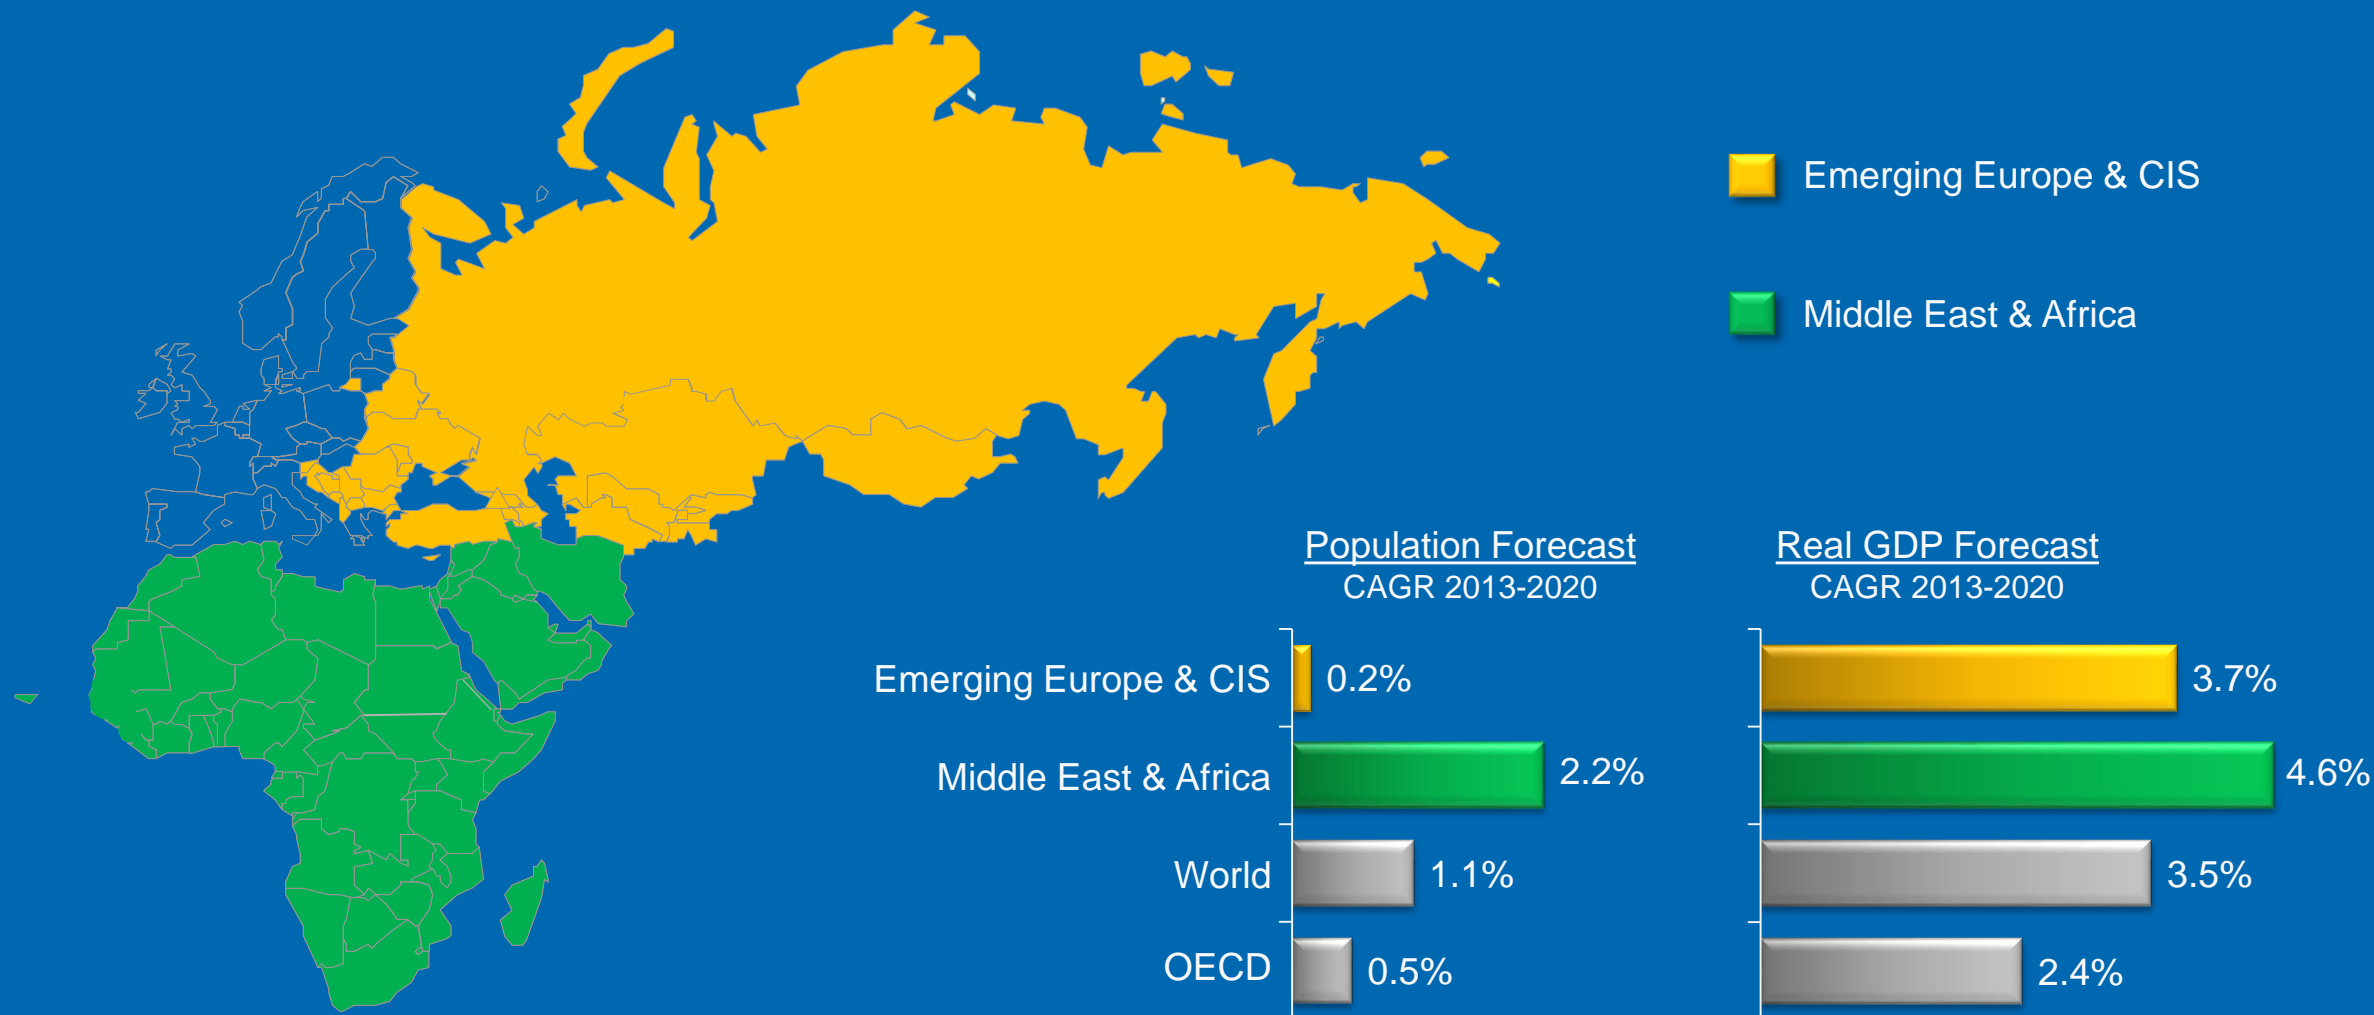 Emerging Europe & CIS
Middle East & Africa
Population Forecast
CAGR 2013-2020
Real GDP Forecast
CAGR 2013-2020
Emerging Europe & CIS 0.2% 3.7%
Middle East & Africa 2.2% 4.6%
World 1.1% 3.5%
OECD 0.5% 2.4%